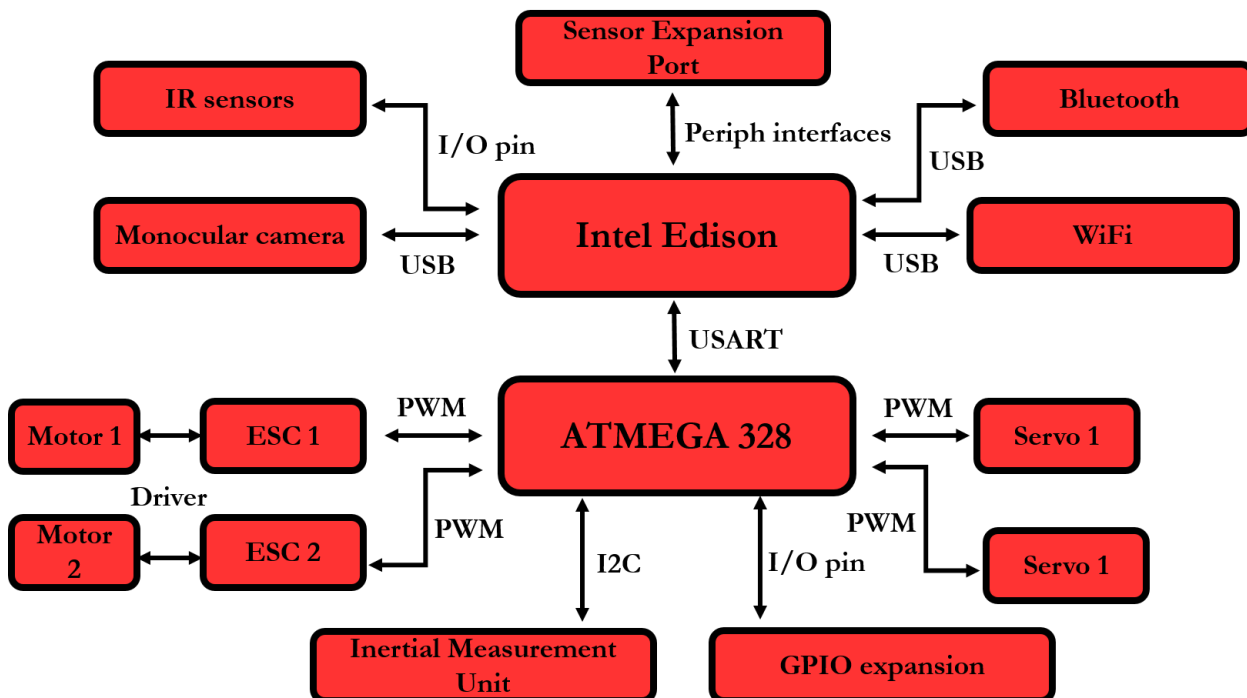 Sensor Expansion
Port
IR sensors
Bluetooth
Periph interfaces
I/O pin
USB
Monocular camera
Intel Edison
WiFi
USB
USB
USART
PWM
PWM
Motor 1
ESC 1
ATMEGA 328
Servo 1
Driver
PWM
PWM
Motor
2
ESC 2
I2C
I/O pin
Servo 1
Inertial Measurement
Unit
GPIO expansion